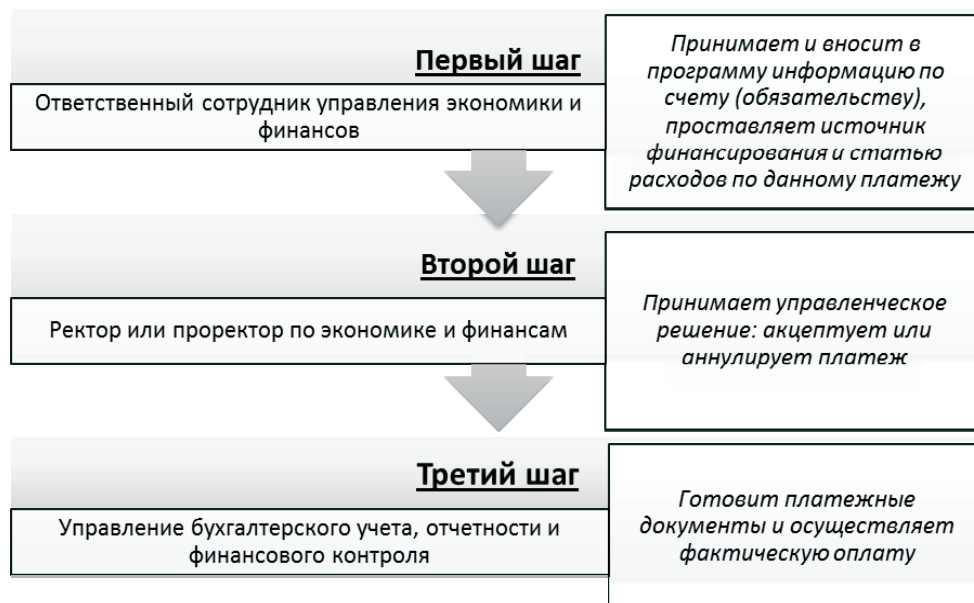 Первый шаг
Ответственный сотрудник управления экономики и
финансов
Принимает и вносит в
программу информацию по
счету (обязательству),
проставляет источник
финансирования и статью
расходов по данному платежу
Второй шаг
Ректор или проректор по экономике и финансам
Принимает управленческое
решение: акцептует или
аннулирует платеж
Третий шаг
Управление бухгалтерского учета, отчетности и
финансового контроля
Готовит платежные
документы и осуществляет
фактическую оплату